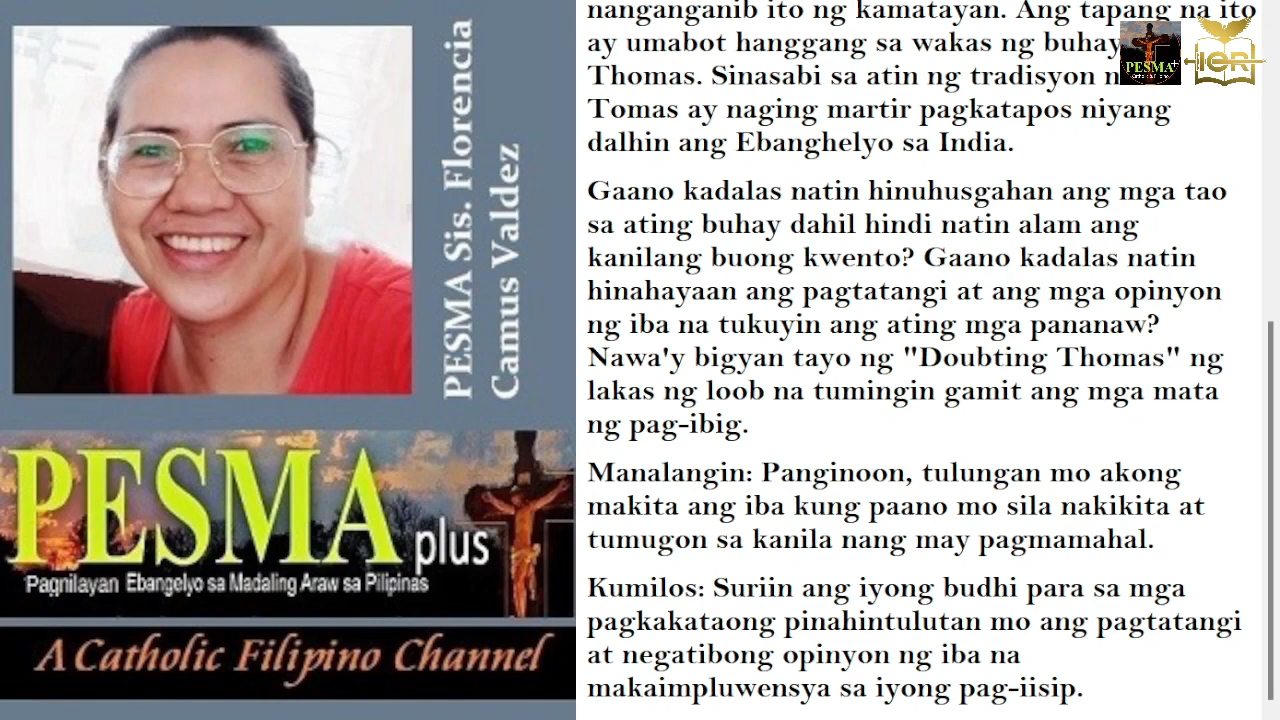 PESMA Sis. Florencia
Camus Valdez
PESMA plus
Pagnilayan Ebangelyo sa Madaling Araw sa Pilipinas
A Catholic Filipino Channel
nanganganib ito ng kamatayan. Ang tapang na ito
ay umabot hanggang sa wakas ng buhay
Thomas. Sinasabi sa atin ng tradisyon
Tomas ay naging martir pagkatapos niyang
dalhin ang Ebanghelyo sa India.
Gaano kadalas natin hinuhusgahan ang mga tao
sa ating buhay dahil hindi natin alam ang
kanilang buong kwento? Gaano kadalas natin
hinahayaan ang pagtatangi at ang mga opinyon
ng iba na tukuyin ang ating mga pananaw?
Nawa'y bigyan tayo ng "Doubting Thomas" ng
lakas ng loob na tumingin gamit ang mga mata
ng pag-ibig.
Manalangin: Panginoon, tulungan mo akong
makita ang iba kung paano mo sila nakikita at
tumugon sa kanila nang may pagmamahal.
Kumilos: Suriin ang iyong budhi para sa mga
pagkakataong pinahintulutan mo ang pagtatangi
at negatibong opinyon ng iba na
makaimpluwensya sa iyong pag-iisip.
PESMA